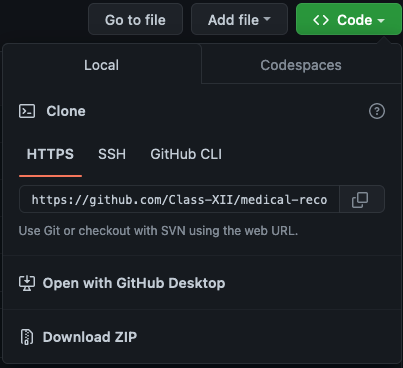 Go to file Add file <> Code
Local Codespaces
Clone ?
HTTPS SSH GitHub CLI
https://github.com/Class-XII/medical-reco
Use Git or checkout with SVN using the web URL.
Open with GitHub Desktop
Download ZIP